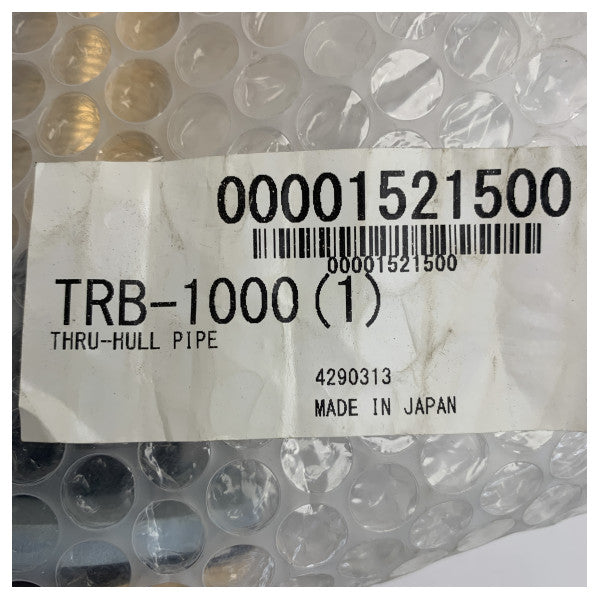 00001521500
00001521500
TRB-1000(1)
THRU-HULL PIPE
4290313
MADE IN JAPAN